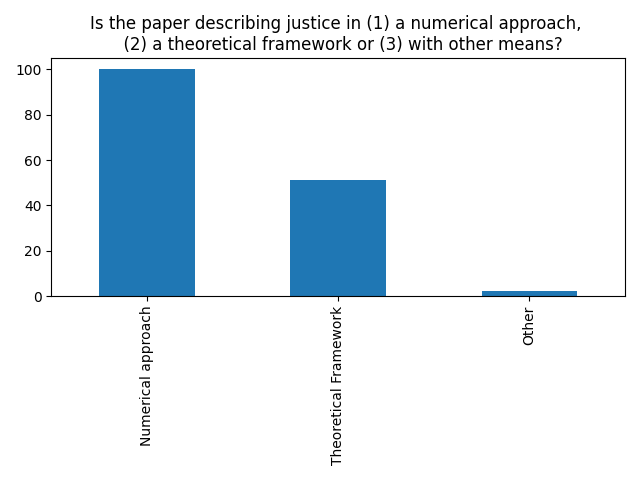 Is the paper describing justice in (1) a numerical approach,
(2) a theoretical framework or (3) with other means?
100
80
60
40
20
0
Numerical approach
Theoretical Framework
Other